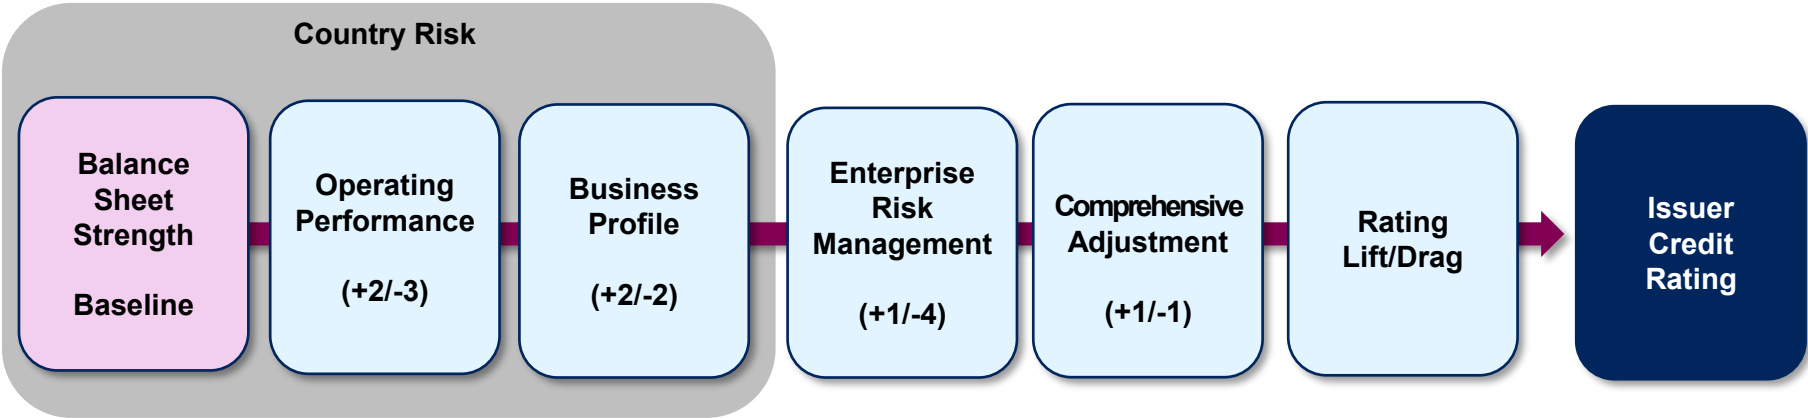 Country Risk
Balance
Sheet
Strength
Baseline
Operating
Performance
(+2/-3)
Business
Profile
(+2/-2)
Enterprise
Risk
Management
(+1/-4)
Comprehensive
Adjustment
(+1/-1)
Rating
Lift/Drag
Issuer
Credit
Rating